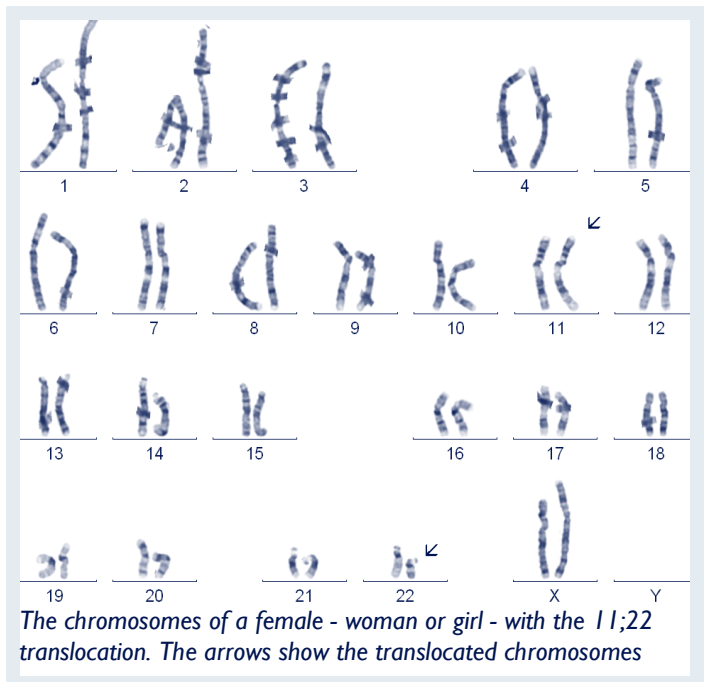 1 2 3 4 5
6 7 8 9 10 11 12
13 14 15 16 17 18
19 20 21 22 X Y
The chromosomes of a female - woman or girl - with the 11;22
translocation. The arrows show the translocated chromosomes